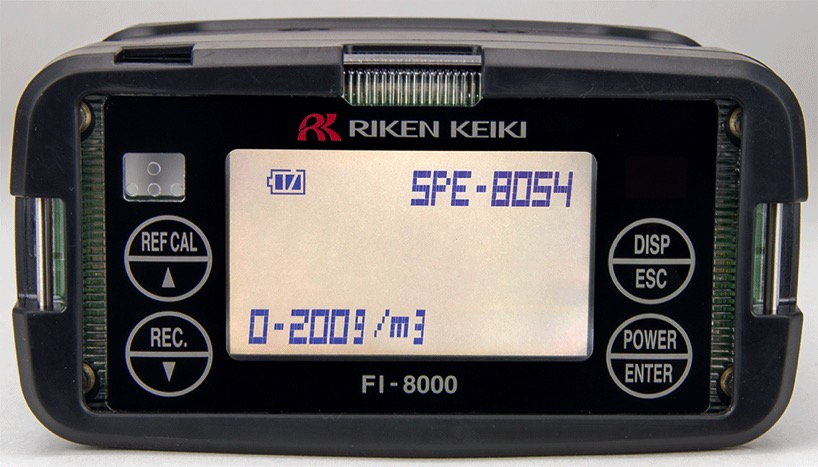 RIKEN KEIKI
SPE-8054
REF CAL
DISP
ESC
REC.
POWER
ENTER
0-200g/m3
FI-8000